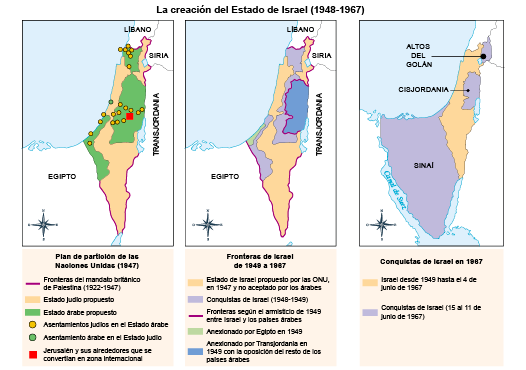 La creación del Estado de Israel (1948-1967)
LÍBANO
SIRIA
TRANSJORDANIA
EGIPTO
LÍBANO
SIRIA
TRANSJORDANIA
EGIPTO
ALTOS
DEL
GOLÁN
CISJORDANIA
SINAÍ
Canal de Suez
Plan de partición de las
Naciones Unidas (1947)
Fronteras del mandato británico
de Palestina (1922-1947)
Estado judío propuesto
Estado árabe propuesto
Asentamientos judíos en el Estado árabe
Asentamiento árabe en el Estado judío
Jerusalén y sus alrededores que se
convertían en zona internacional
Fronteras de Israel
de 1949 a 1967
Estado de Israel propuesto por las ONU,
en 1947 y no aceptado por los árabes
Conquistas de Israel (1948-1949)
Fronteras según el armisticio de 1949
entre Israel y los países árabes
Anexionado por Egipto en 1949
Anexionado por Transjordania en
1949 con la oposición del resto de los
países árabes
Conquistas de Israel en 1967
Israel desde 1949 hasta el 4 de
junio de 1967
Conquistas de Israel (15 al 11 de
junio de 1967)